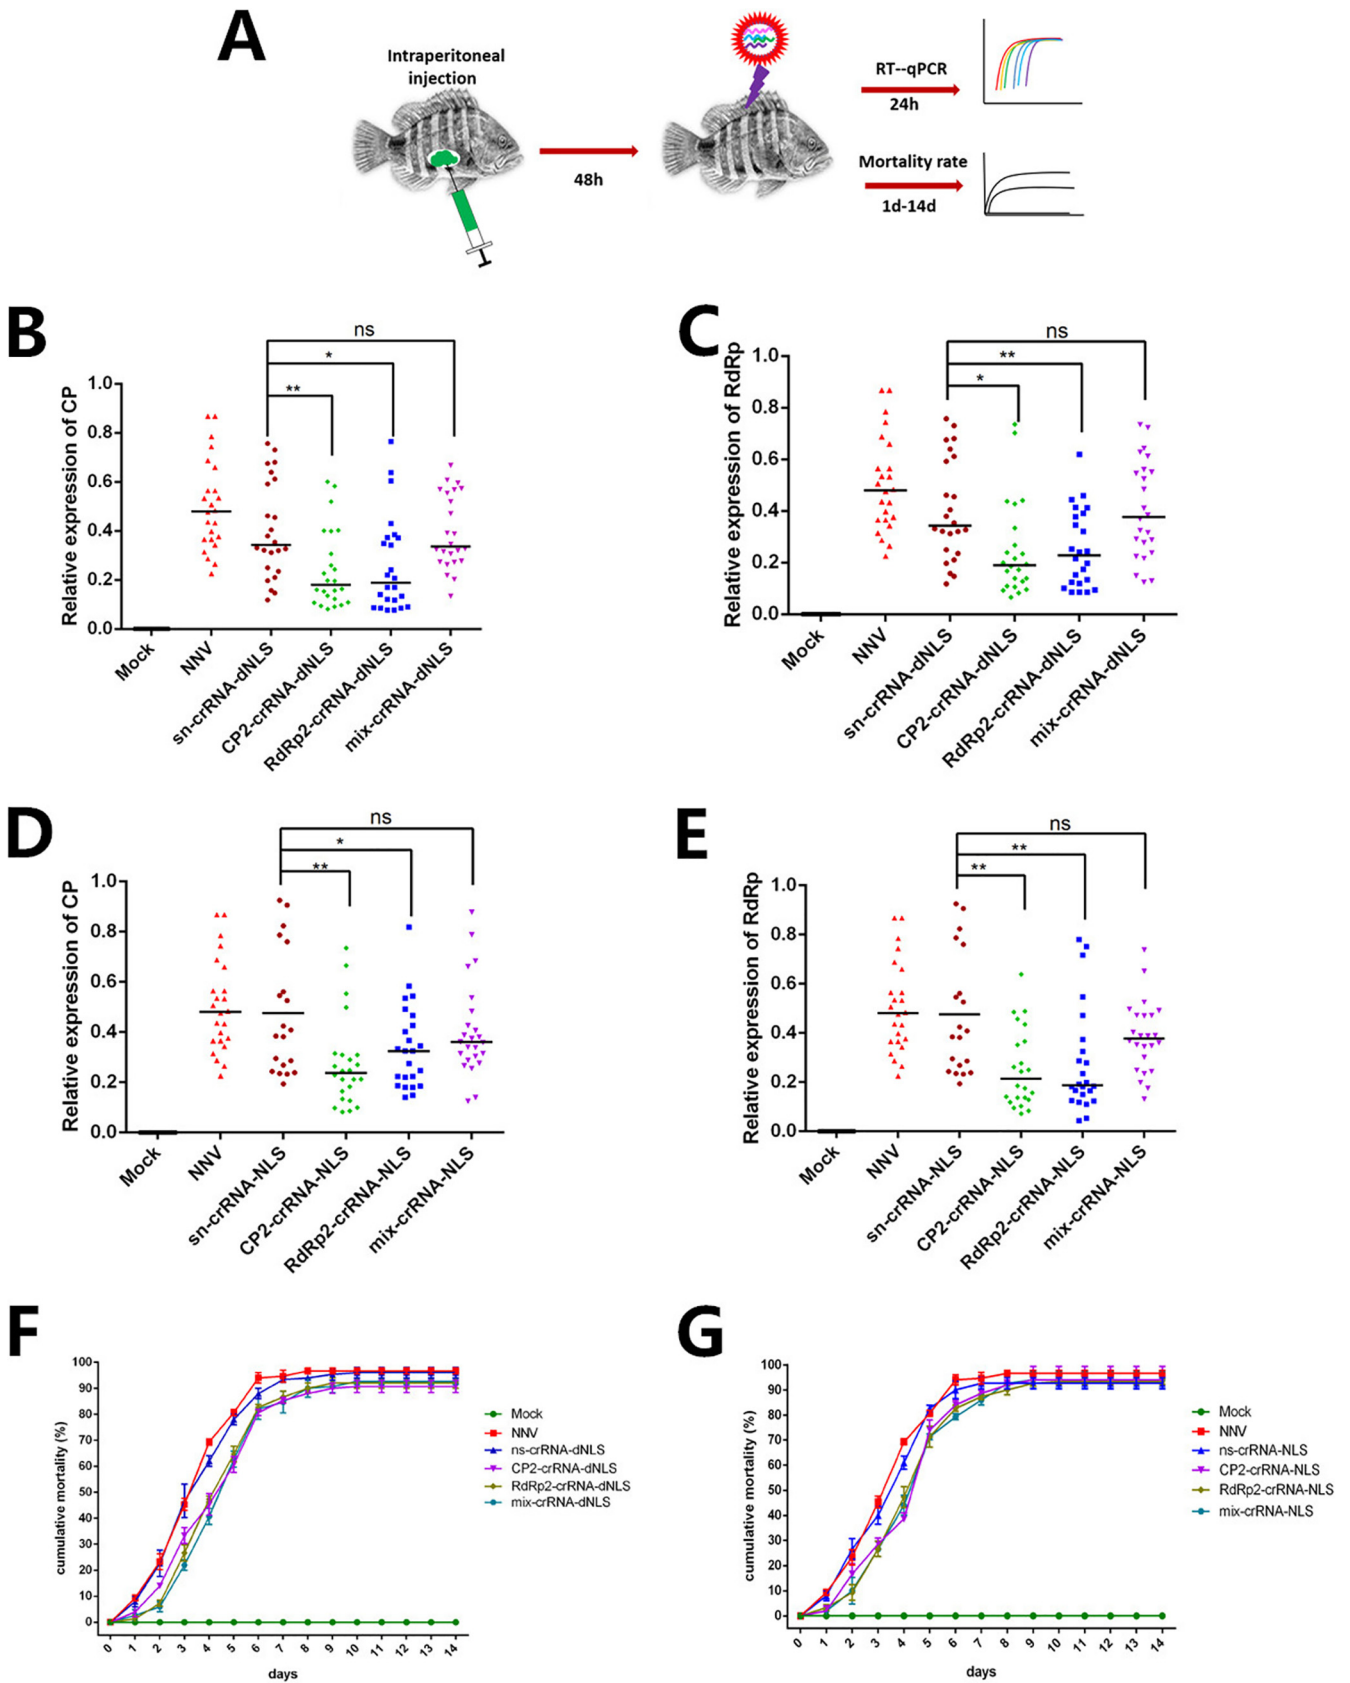 A
Intraperitoneal
injection
48h
RT--qPCR
24h
Mortality rate
1d-14d
B
ns
*
**
Relative expression of CP
1.0
0.8
0.6
0.4
0.2
0.0
Mock
NNV
sn-crRNA-dNLS
CP2-crRNA-dNLS
RdRp2-crRNA-dNLS
mix-crRNA-dNLS
C
ns
**
*
Relative expression of RdRp
1.0
0.8
0.6
0.4
0.2
0.0
Mock
NNV
sn-crRNA-dNLS
CP2-crRNA-dNLS
RdRp2-crRNA-dNLS
mix-crRNA-dNLS
D
ns
*
**
Relative expression of CP
1.0
0.8
0.6
0.4
0.2
0.0
Mock
NNV
sn-crRNA-NLS
CP2-crRNA-NLS
RdRp2-crRNA-NLS
mix-crRNA-NLS
E
ns
**
**
Relative expression of RdRp
1.0
0.8
0.6
0.4
0.2
0.0
Mock
NNV
sn-crRNA-NLS
CP2-crRNA-NLS
RdRp2-crRNA-NLS
mix-crRNA-NLS
F
cumulative mortality (%)
100
90
80
70
60
50
40
30
20
10
0
0 1 2 3 4 5 6 7 8 9 10 11 12 13 14
days
Mock
NNV
ns-crRNA-dNLS
CP2-crRNA-dNLS
RdRp2-crRNA-dNLS
mix-crRNA-dNLS
G
cumulative mortality (%)
100
90
80
70
60
50
40
30
20
10
0
0 1 2 3 4 5 6 7 8 9 10 11 12 13 14
days
Mock
NNV
ns-crRNA-NLS
CP2-crRNA-NLS
RdRp2-crRNA-NLS
mix-crRNA-NLS